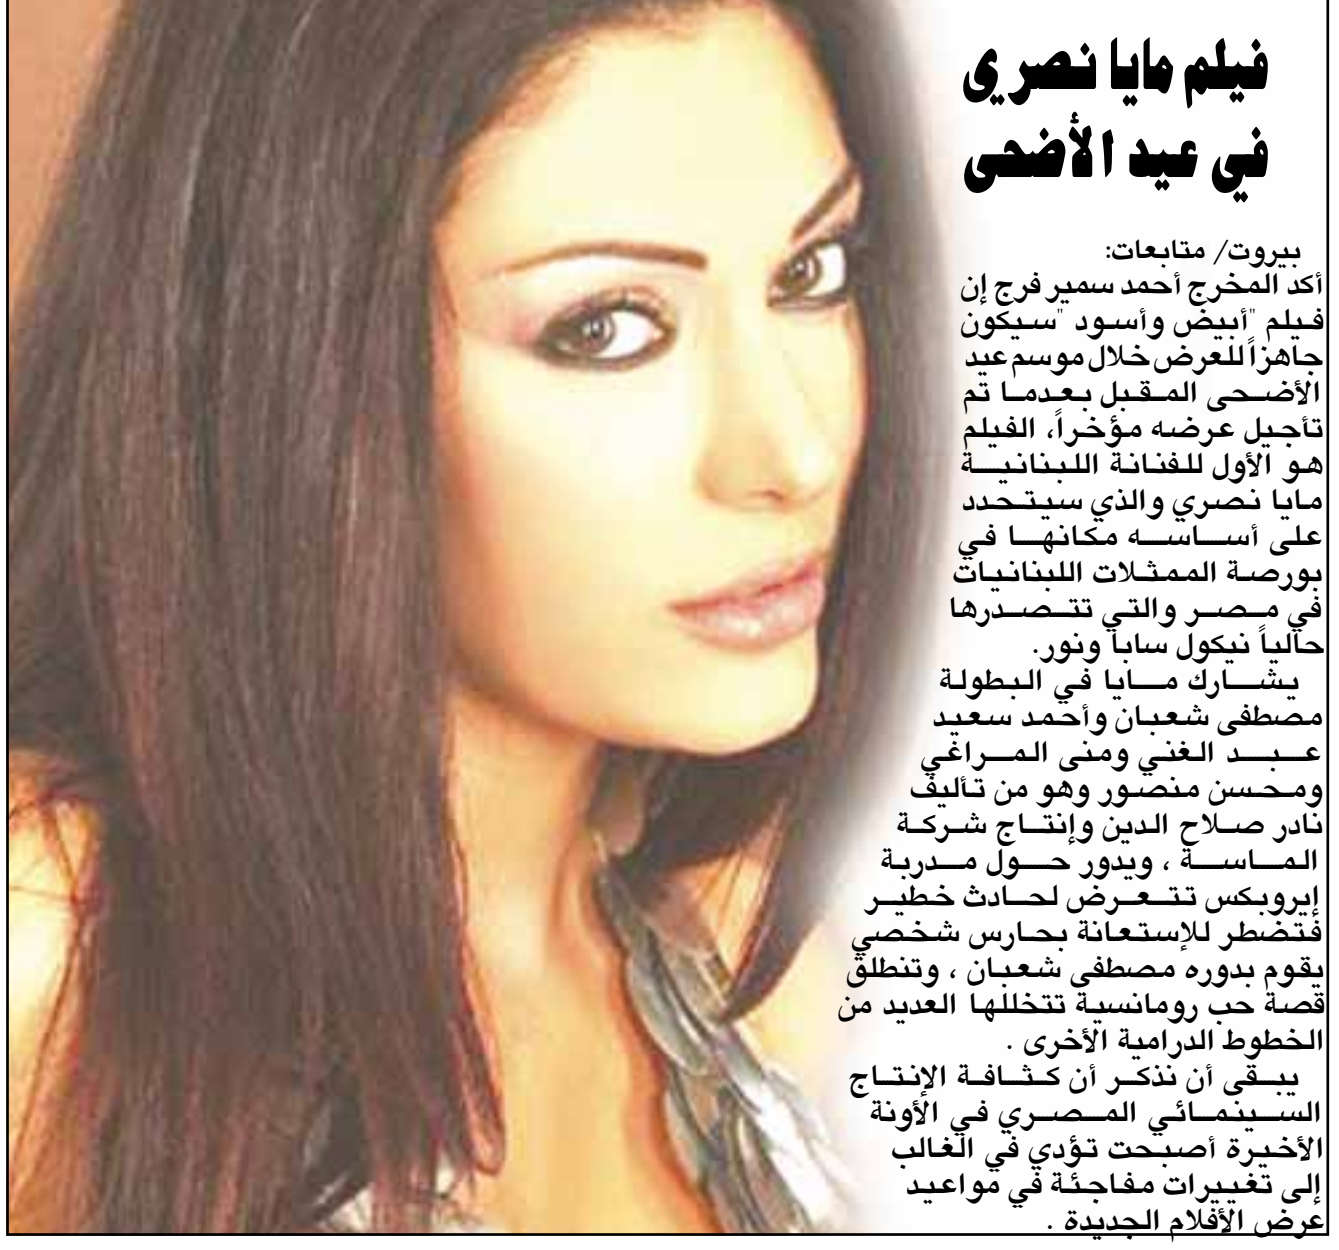 فيلم مايا نصري
في عيد الأضحى
بيروت/ متابعات:
أكد المخرج أحمد سمير فرج إن
فيلم "أبيض وأسود "سيكون
جاهزاً للعرض خلال موسم عيد
الأضحى المقبل بعدما تم
تأجيل عرضه مؤخراً، الفيلم
هو الأول للفنانة اللبنانية
مايا نصري والذي سيتحدد
على أساسه مكانها في
بورصة الممثلات اللبنانيات
في مصر والتي تتصدرها
حالياً نيكول سابا ونور.
يشارك مايا في البطولة
مصطفى شعبان وأحمد سعيد
عبد الغني ومنى المراغي
ومحسن منصور وهو من تأليف
نادر صلاح الدين وإنتاج شركة
الماسة ، ويدور حول مدربة
إيروبكس تتعرض لحادث خطير
فتضطر للإستعانة بحارس شخصي
يقوم بدوره مصطفى شعبان ، وتنطلق
قصة حب رومانسية تتخللها العديد من
الخطوط الدرامية الأخرى .
يبقى أن نذكر أن كثافة الإنتاج
السينمائي المصري في الأونة
الأخيرة أصبحت تؤدي في الغالب
إلى تغييرات مفاجئة في مواعيد
عرض الأفلام الجديدة .